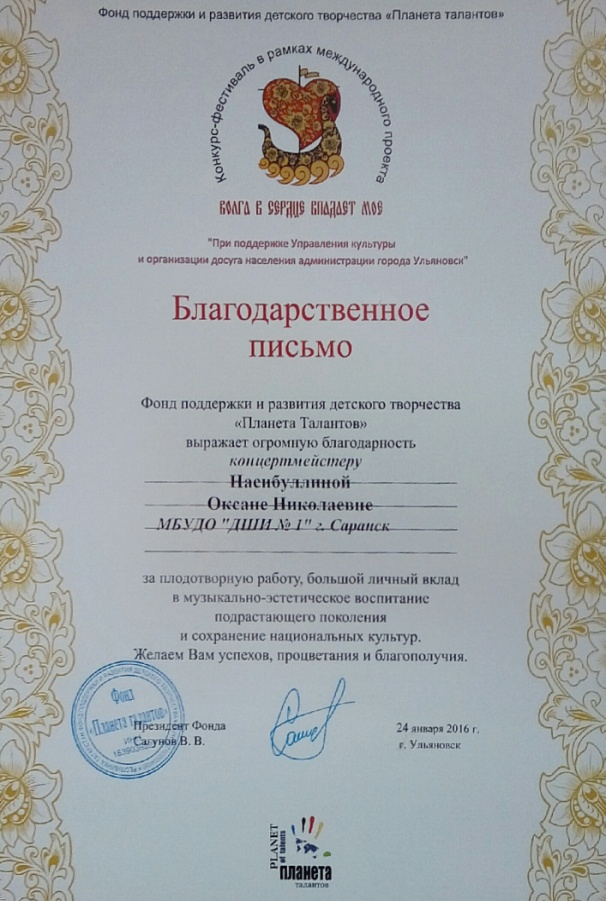 Фонд поддержки и развития детского творчества «Планета талантов»
Конкурс-фестиваль в рамках международного проекта
ВОЛГА В СЕРДЦЕ ВПАДАЕТ МОЕ
"При поддержке Управления культуры
и организации досуга населения администрации города Ульяновск"
Благодарственное
письмо
Фонд поддержки и развития детского творчества
«Планета Талантов»
выражает огромную благодарность
концертмейстеру
Насибуллиной
Оксане Николаевне
МБУДО "ДШИ № 1" г. Саранск
за плодотворную работу, большой личный вклад
в музыкально-эстетическое воспитание
подрастающего поколения
и сохранение национальных культур.
Желаем Вам успехов, процветания и благополучия.
Фонд
«Планета талантов»
Президент Фонда
Сагунов В. В.
24 января 2016 г.
г. Ульяновск
PLANET
of talents
планета
талантов